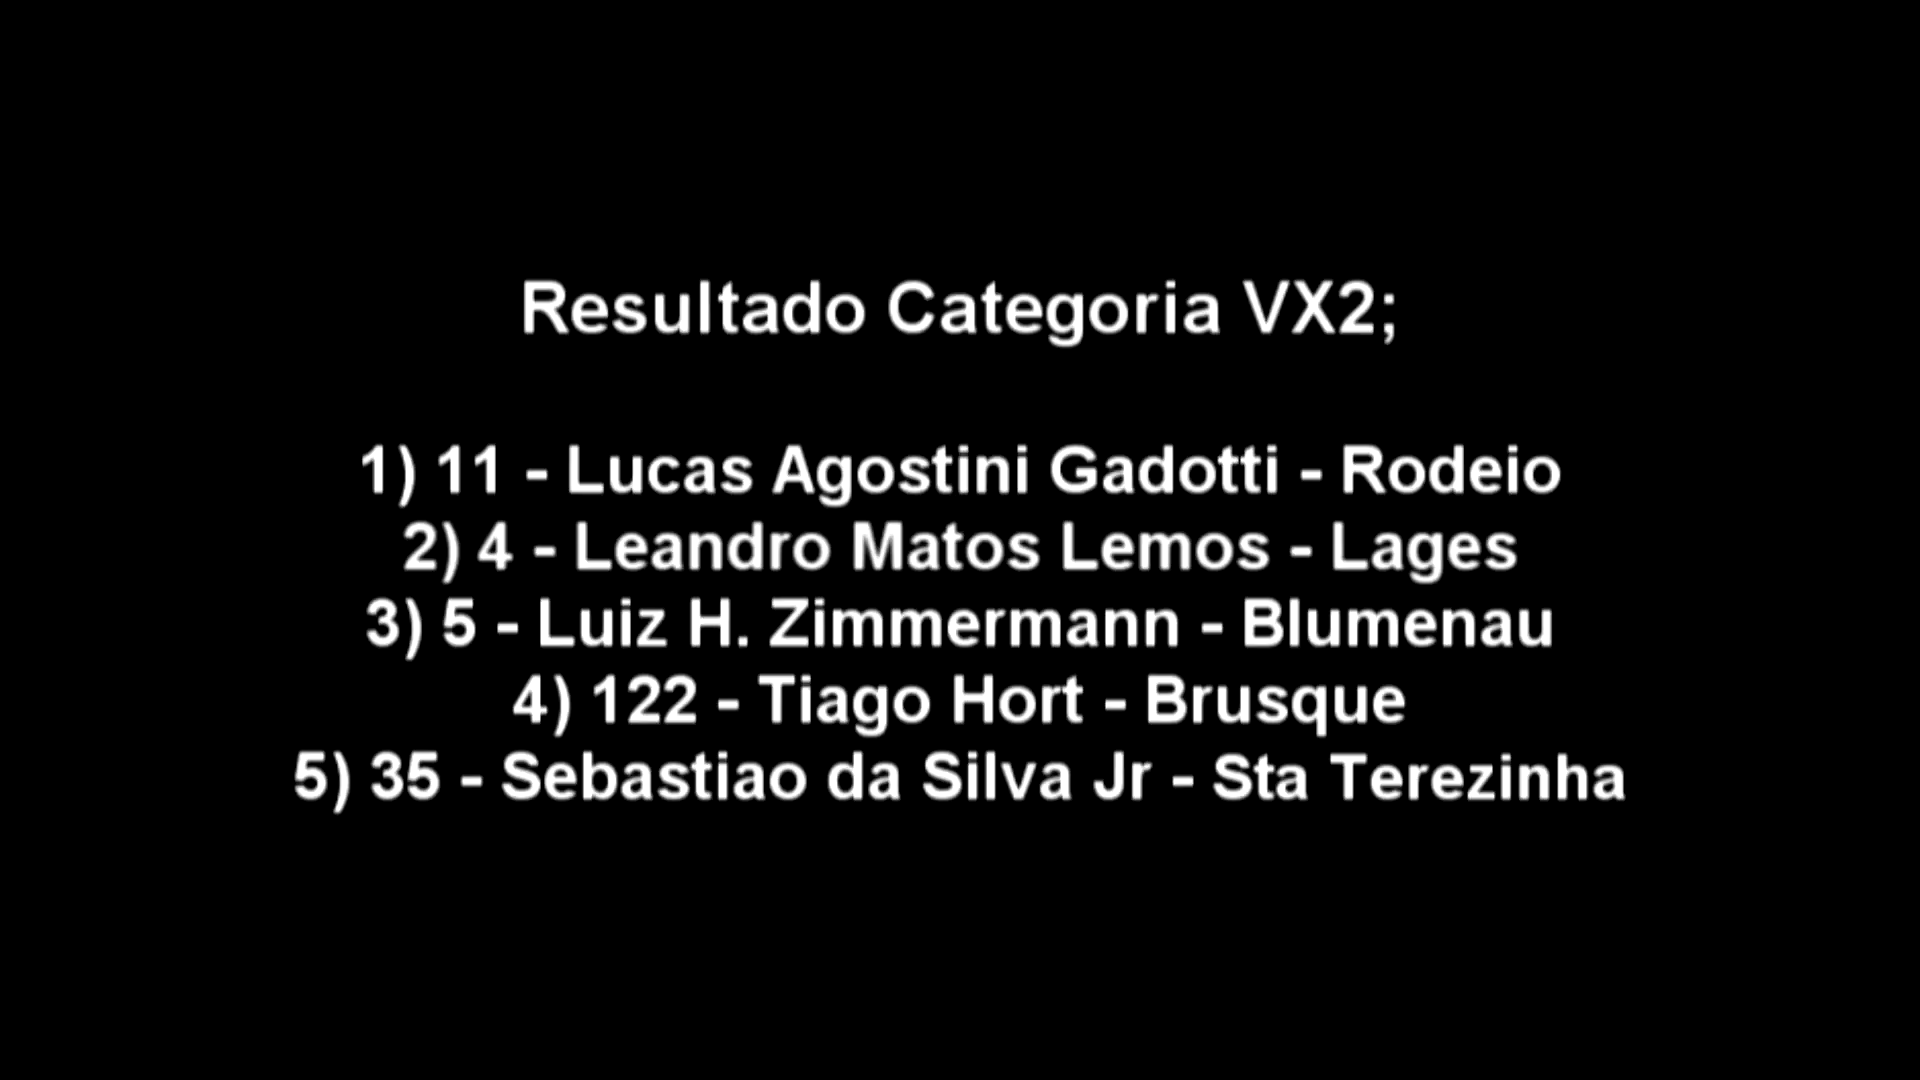 Resultado Categoria VX2;
1) 11 - Lucas Agostini Gadotti - Rodeio
2) 4 - Leandro Matos Lemos - Lages
3) 5 - Luiz H. Zimmermann - Blumenau
4) 122 - Tiago Hort - Brusque
5) 35 - Sebastiao da Silva Jr - Sta Terezinha